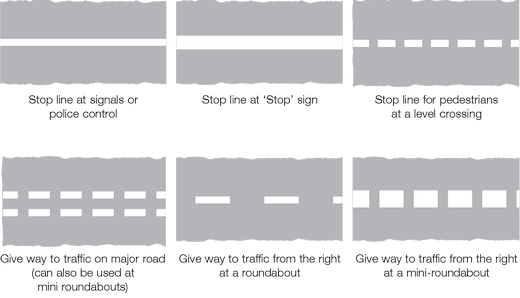 Stop line at signals or
police control
Stop line at ‘Stop’ sign
Stop line for pedestrians
at a level crossing
Give way to traffic on major road
(can also be used at
mini roundabouts)
Give way to traffic from the right
at a roundabout
Give way to traffic from the right
at a mini-roundabout